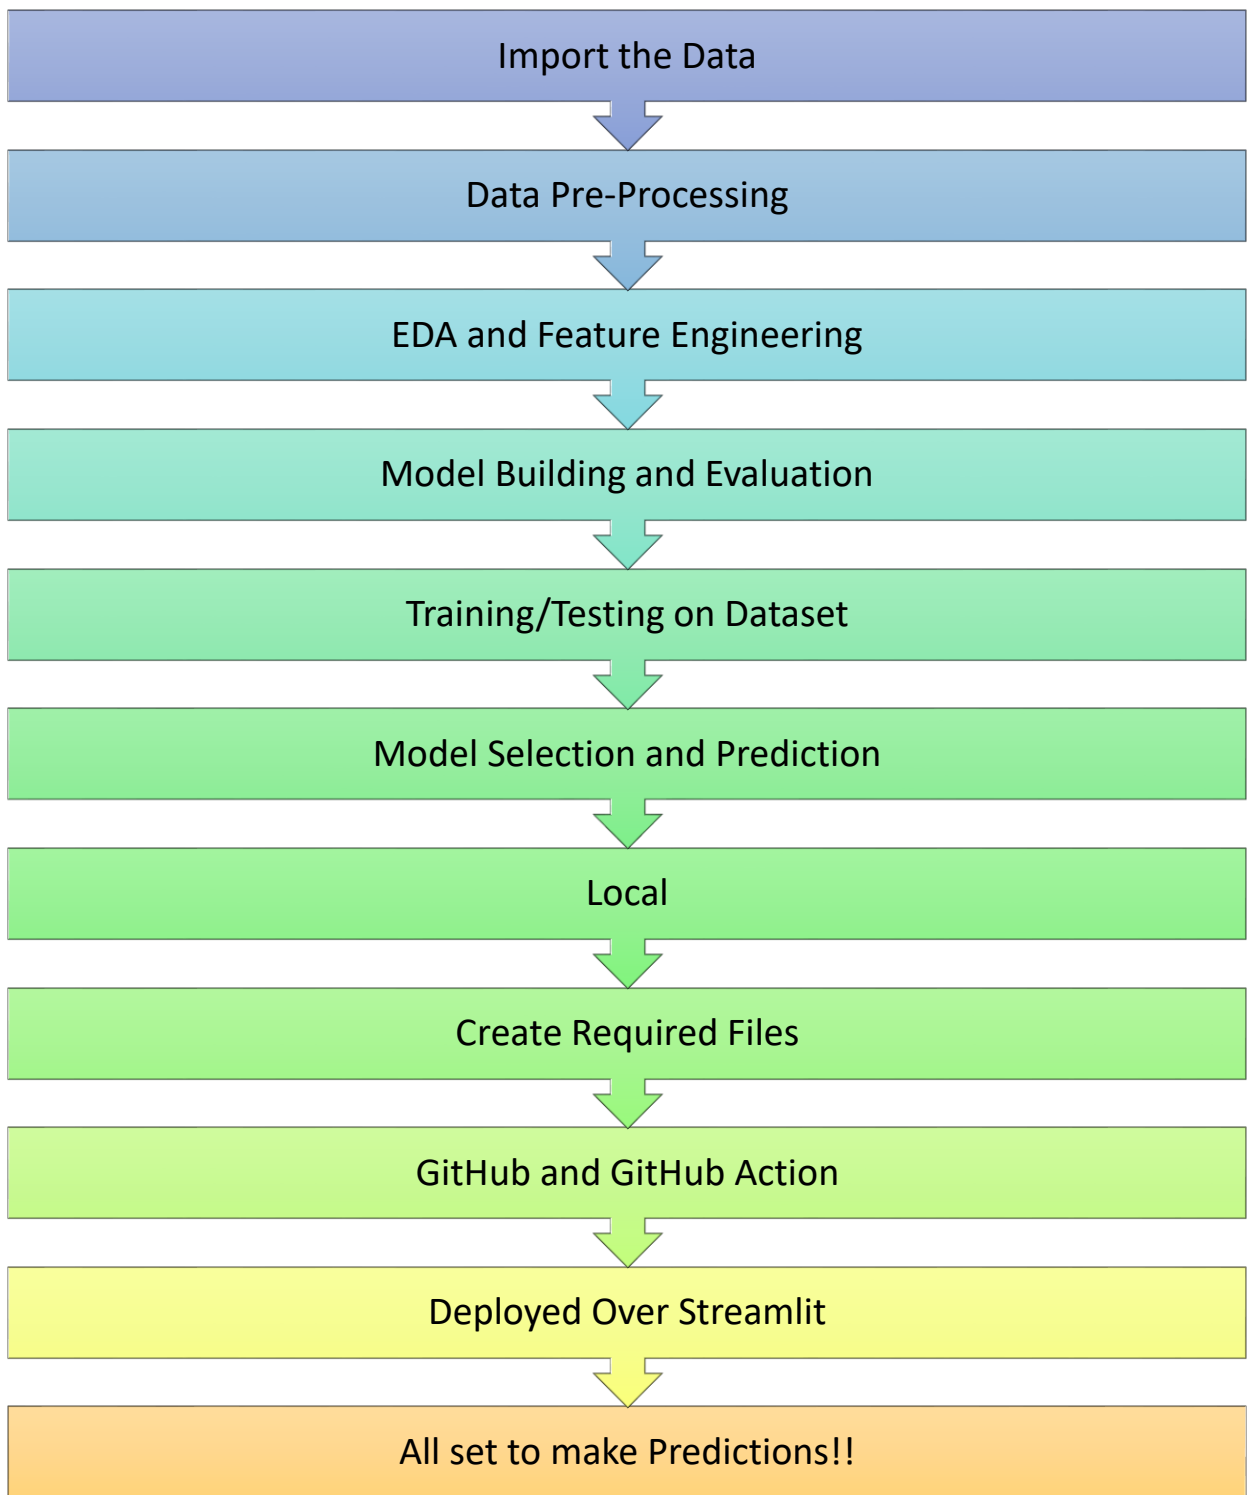 Import the Data
Data Pre-Processing
EDA and Feature Engineering
Model Building and Evaluation
Training/Testing on Dataset
Model Selection and Prediction
Local
Create Required Files
GitHub and GitHub Action
Deployed Over Streamlit
All set to make Predictions!!